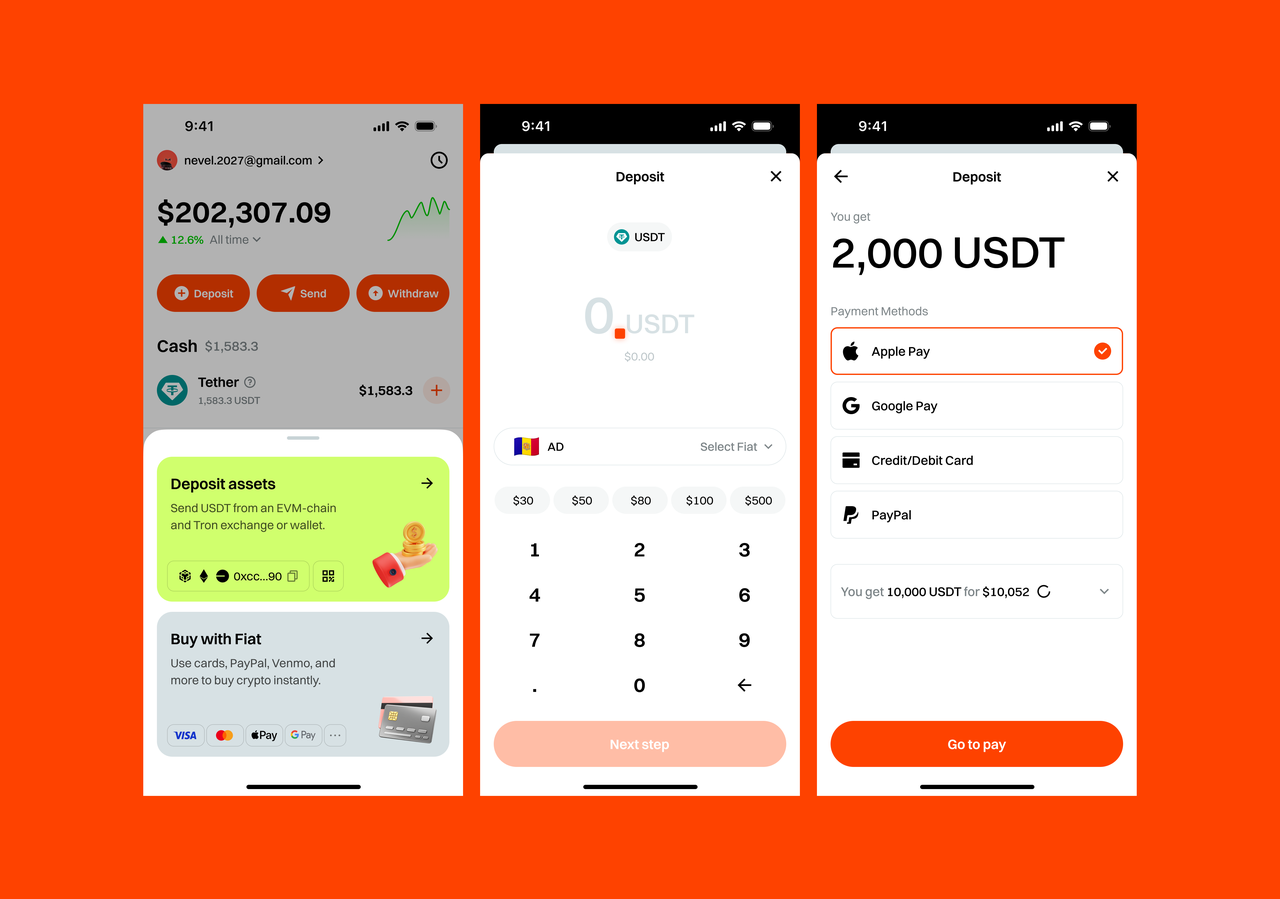 9:41
nevel.2027@gmail.com
$202,307.09
12.6% All time
Deposit
Send
Withdraw
Cash $1,583.3
Tether
1,583.3 USDT
$1,583.3
Deposit assets
Send USDT from an EVM-chain
and Tron exchange or wallet.
0xcc...90
Buy with Fiat
Use cards, PayPal, Venmo, and
more to buy crypto instantly.
VISA
Pay
G Pay
9:41
Deposit
USDT
0.USDT
$0.00
AD
Select Fiat
$30 $50 $80 $100 $500
1 2 3
4 5 6
7 8 9
. 0
Next step
9:41
Deposit
You get
2,000 USDT
Payment Methods
Apple Pay
Google Pay
Credit/Debit Card
PayPal
You get 10,000 USDT for $10,052
Go to pay